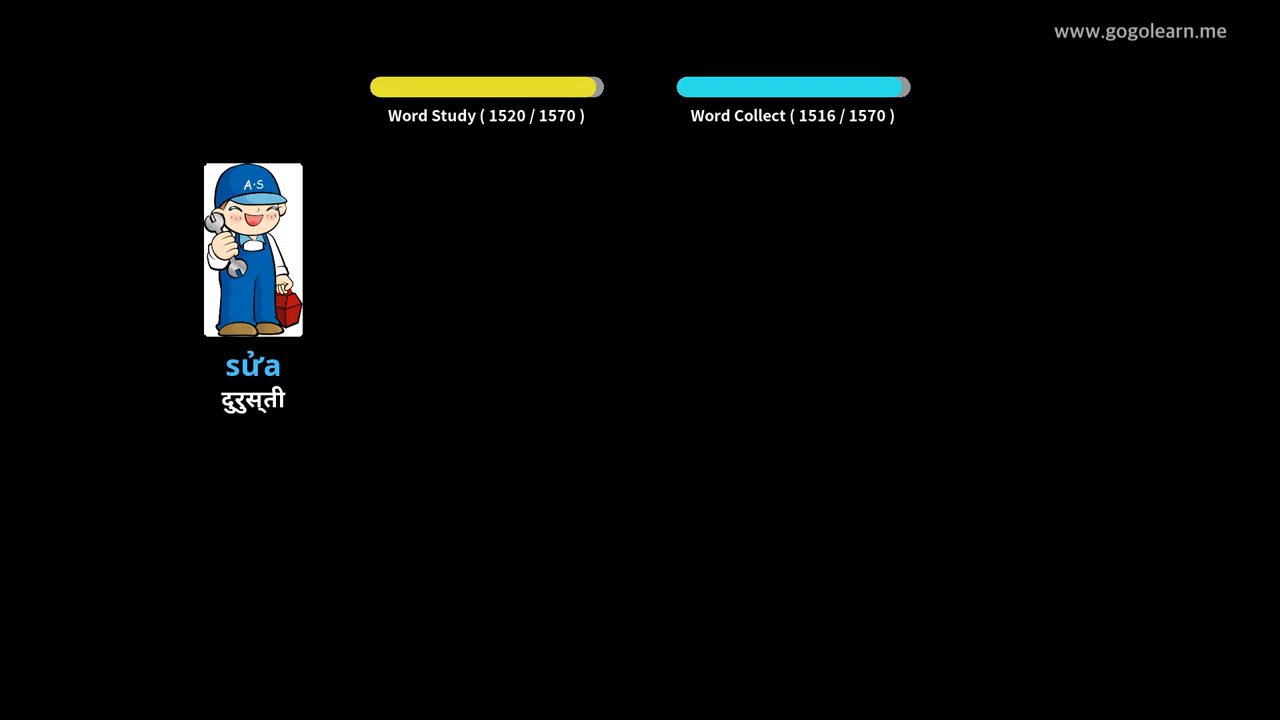 www.gogolearn.me
Word Study ( 1520 / 1570 )
Word Collect ( 1516 / 1570 )
A·S
sửa
दुरुस्ती